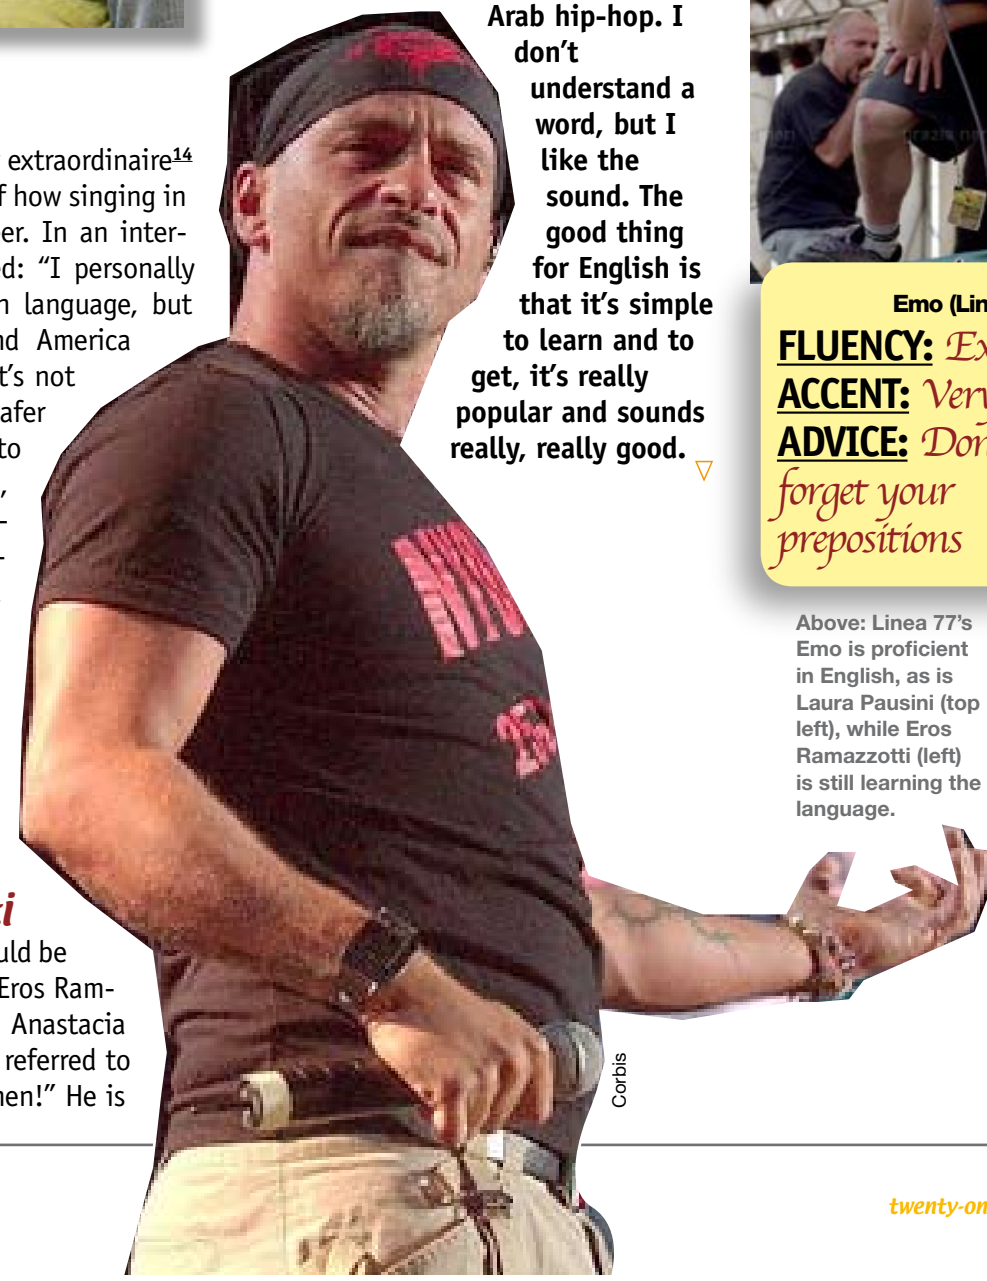 extraordinaire14
f how singing in
er. In an inter-
ed: “I personally
n language, but
nd America
t’s not
afer
to
,
-
-
.
i
uld be
Eros Ram-
Anastacia
referred to
nen!” He is
Arab hip-hop. I
don’t
understand a
word, but I
like the
sound. The
good thing
for English is
that it’s simple
to learn and to
get, it’s really
popular and sounds
really, really good.
Emo (Lin
FLUENCY: Ex
ACCENT: Very
ADVICE: Don
forget your
prepositions
Above: Linea 77’s
Emo is proficient
in English, as is
Laura Pausini (top
left), while Eros
Ramazzotti (left)
is still learning the
language.
Corbis
twenty-on